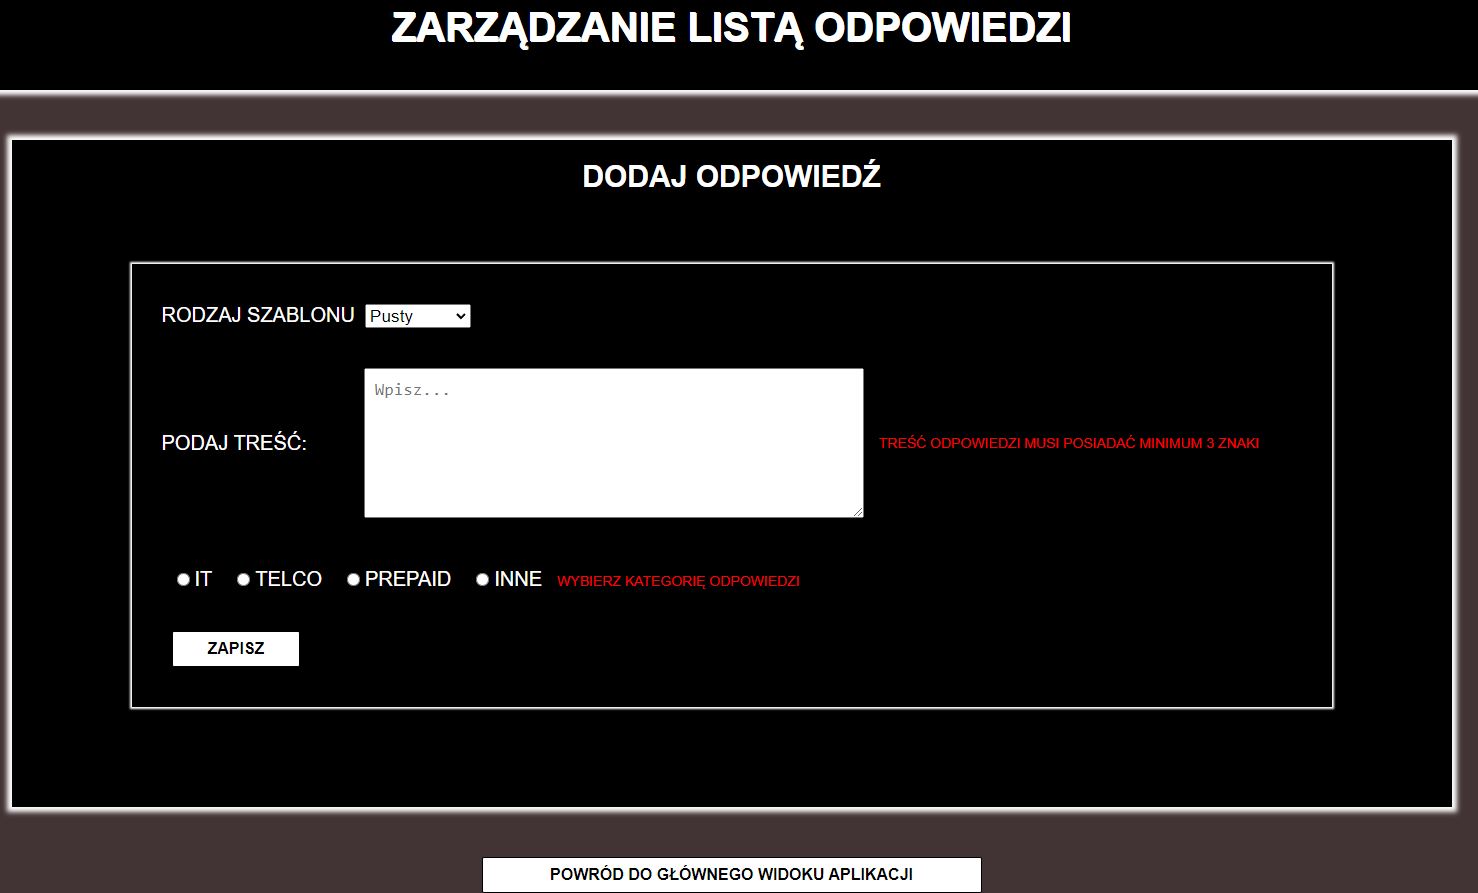 ZARZĄDZANIE LISTĄ ODPOWIEDZI
DODAJ ODPOWIEDŹ
RODZAJ SZABLONU Pusty
Wpisz...
PODAJ TREŚĆ: TREŚĆ ODPOWIEDZI MUSI POSIADAĆ MINIMUM 3 ZNAKI
IT TELCO PREPAID INNE WYBIERZ KATEGORIĘ ODPOWIEDZI
ZAPISZ
POWRÓD DO GŁÓWNEGO WIDOKU APLIKACJI